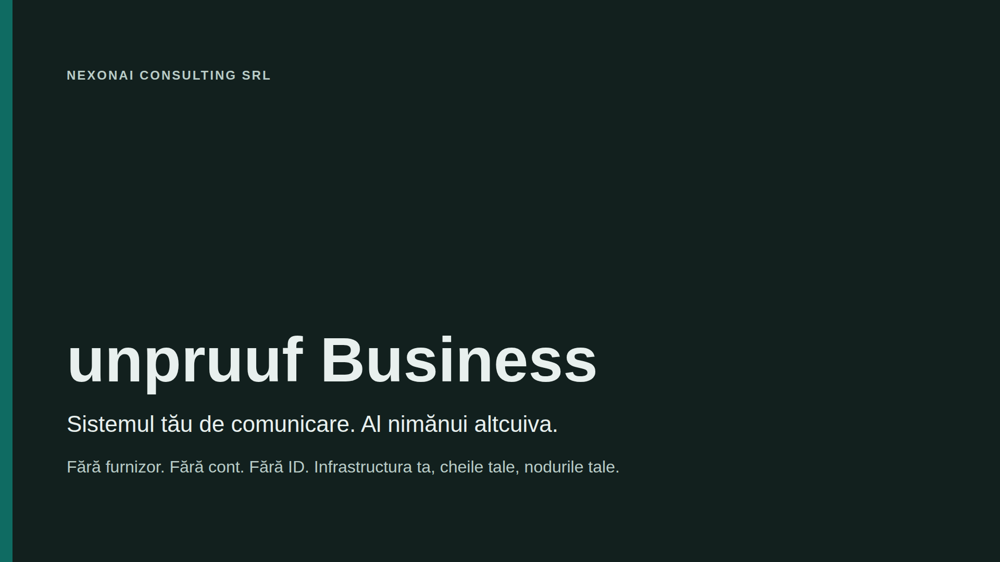 NEXONAI CONSULTING SRL
unpruuf Business
Sistemul tău de comunicare. Al nimănui altcuiva.
Fără furnizor. Fără cont. Fără ID. Infrastructura ta, cheile tale, nodurile tale.